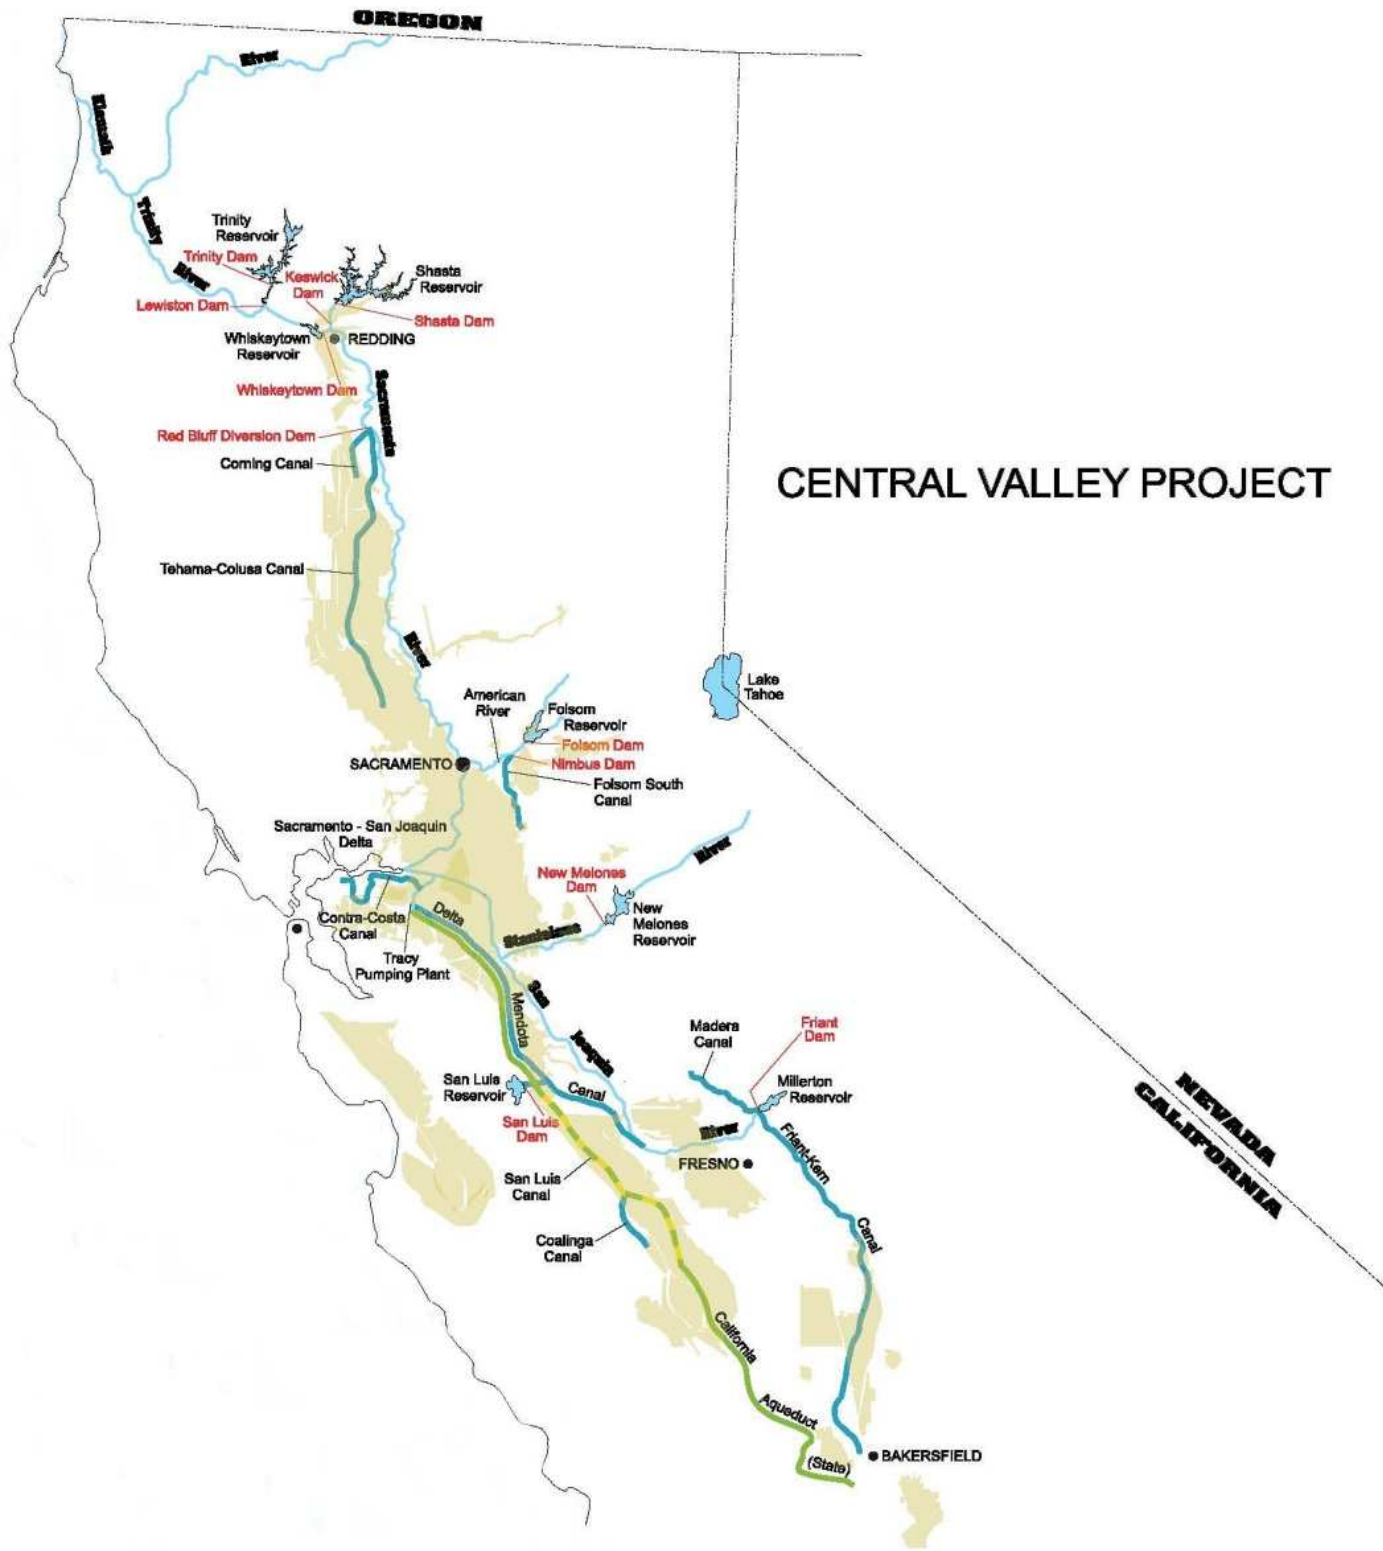 OREGON
River
Klamath
Trinity
River
Trinity
Reservoir
Trinity Dam
Keswick
Dam
Shasta
Reservoir
Lewiston Dam
Shasta Dam
Whiskeytown
Reservoir
REDDING
Whiskeytown Dam
Sacramento
Red Bluff Diversion Dam
Corning Canal
CENTRAL VALLEY PROJECT
Tehama-Colusa Canal
River
Lake
Tahoe
American
River
Folsom
Reservoir
Folsom Dam
SACRAMENTO
Nimbus Dam
Folsom South
Canal
Sacramento - San Joaquin
Delta
River
New Melones
Dam
New
Melones
Reservoir
Contra-Costa
Canal
Delta
Stanislaus
Tracy
Pumping Plant
San
Mendota
Joaquin
Madera
Canal
Friant
Dam
San Luis
Reservoir
Canal
Millerton
Reservoir
NEVADA
CALIFORNIA
San Luis
Dam
River
Friant-Kern
FRESNO
San Luis
Canal
Coalinga
Canal
Canal
California
Aqueduct
(State)
BAKERSFIELD